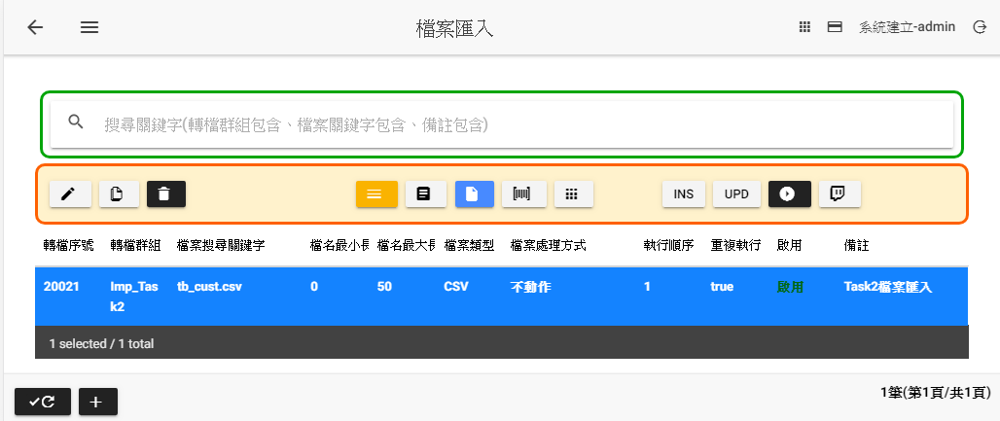 檔案匯入
系統建立-admin
搜尋關鍵字(轉檔群組包含、檔案關鍵字包含、備註包含)
INS UPD
轉檔序號 轉檔群組 檔案搜尋關鍵字 檔名最小長 檔名最大長 檔案類型 檔案處理方式 執行順序 重複執行 啟用 備註
20021 Imp_Tas tb_cust.csv 0 50 CSV 不動作 1 true 啟用 Task2檔案匯入
k2
1 selected / 1 total
1筆(第1頁/共1頁)